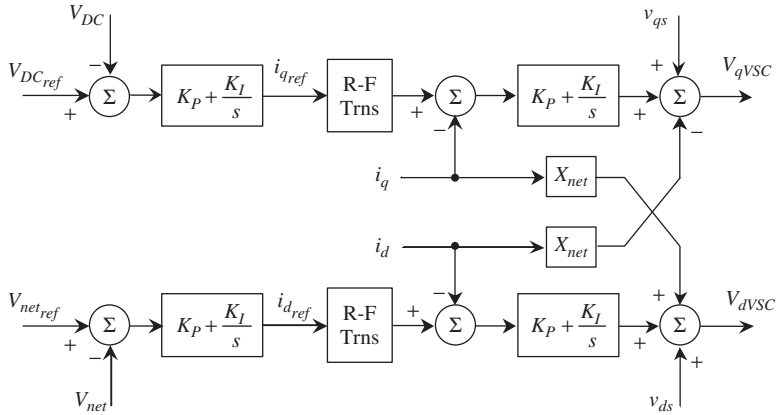 V_DC
v_qs
V_DC_ref
−
Σ
+
K_P + K_I/s
i_q_ref
R-F
Trns
+
Σ
−
K_P + K_I/s
+
+
Σ
−
V_qVSC
i_q
X_net
i_d
X_net
V_net_ref
+
Σ
−
K_P + K_I/s
i_d_ref
R-F
Trns
+
−
Σ
K_P + K_I/s
+
+
Σ
+
V_dVSC
V_net
v_ds